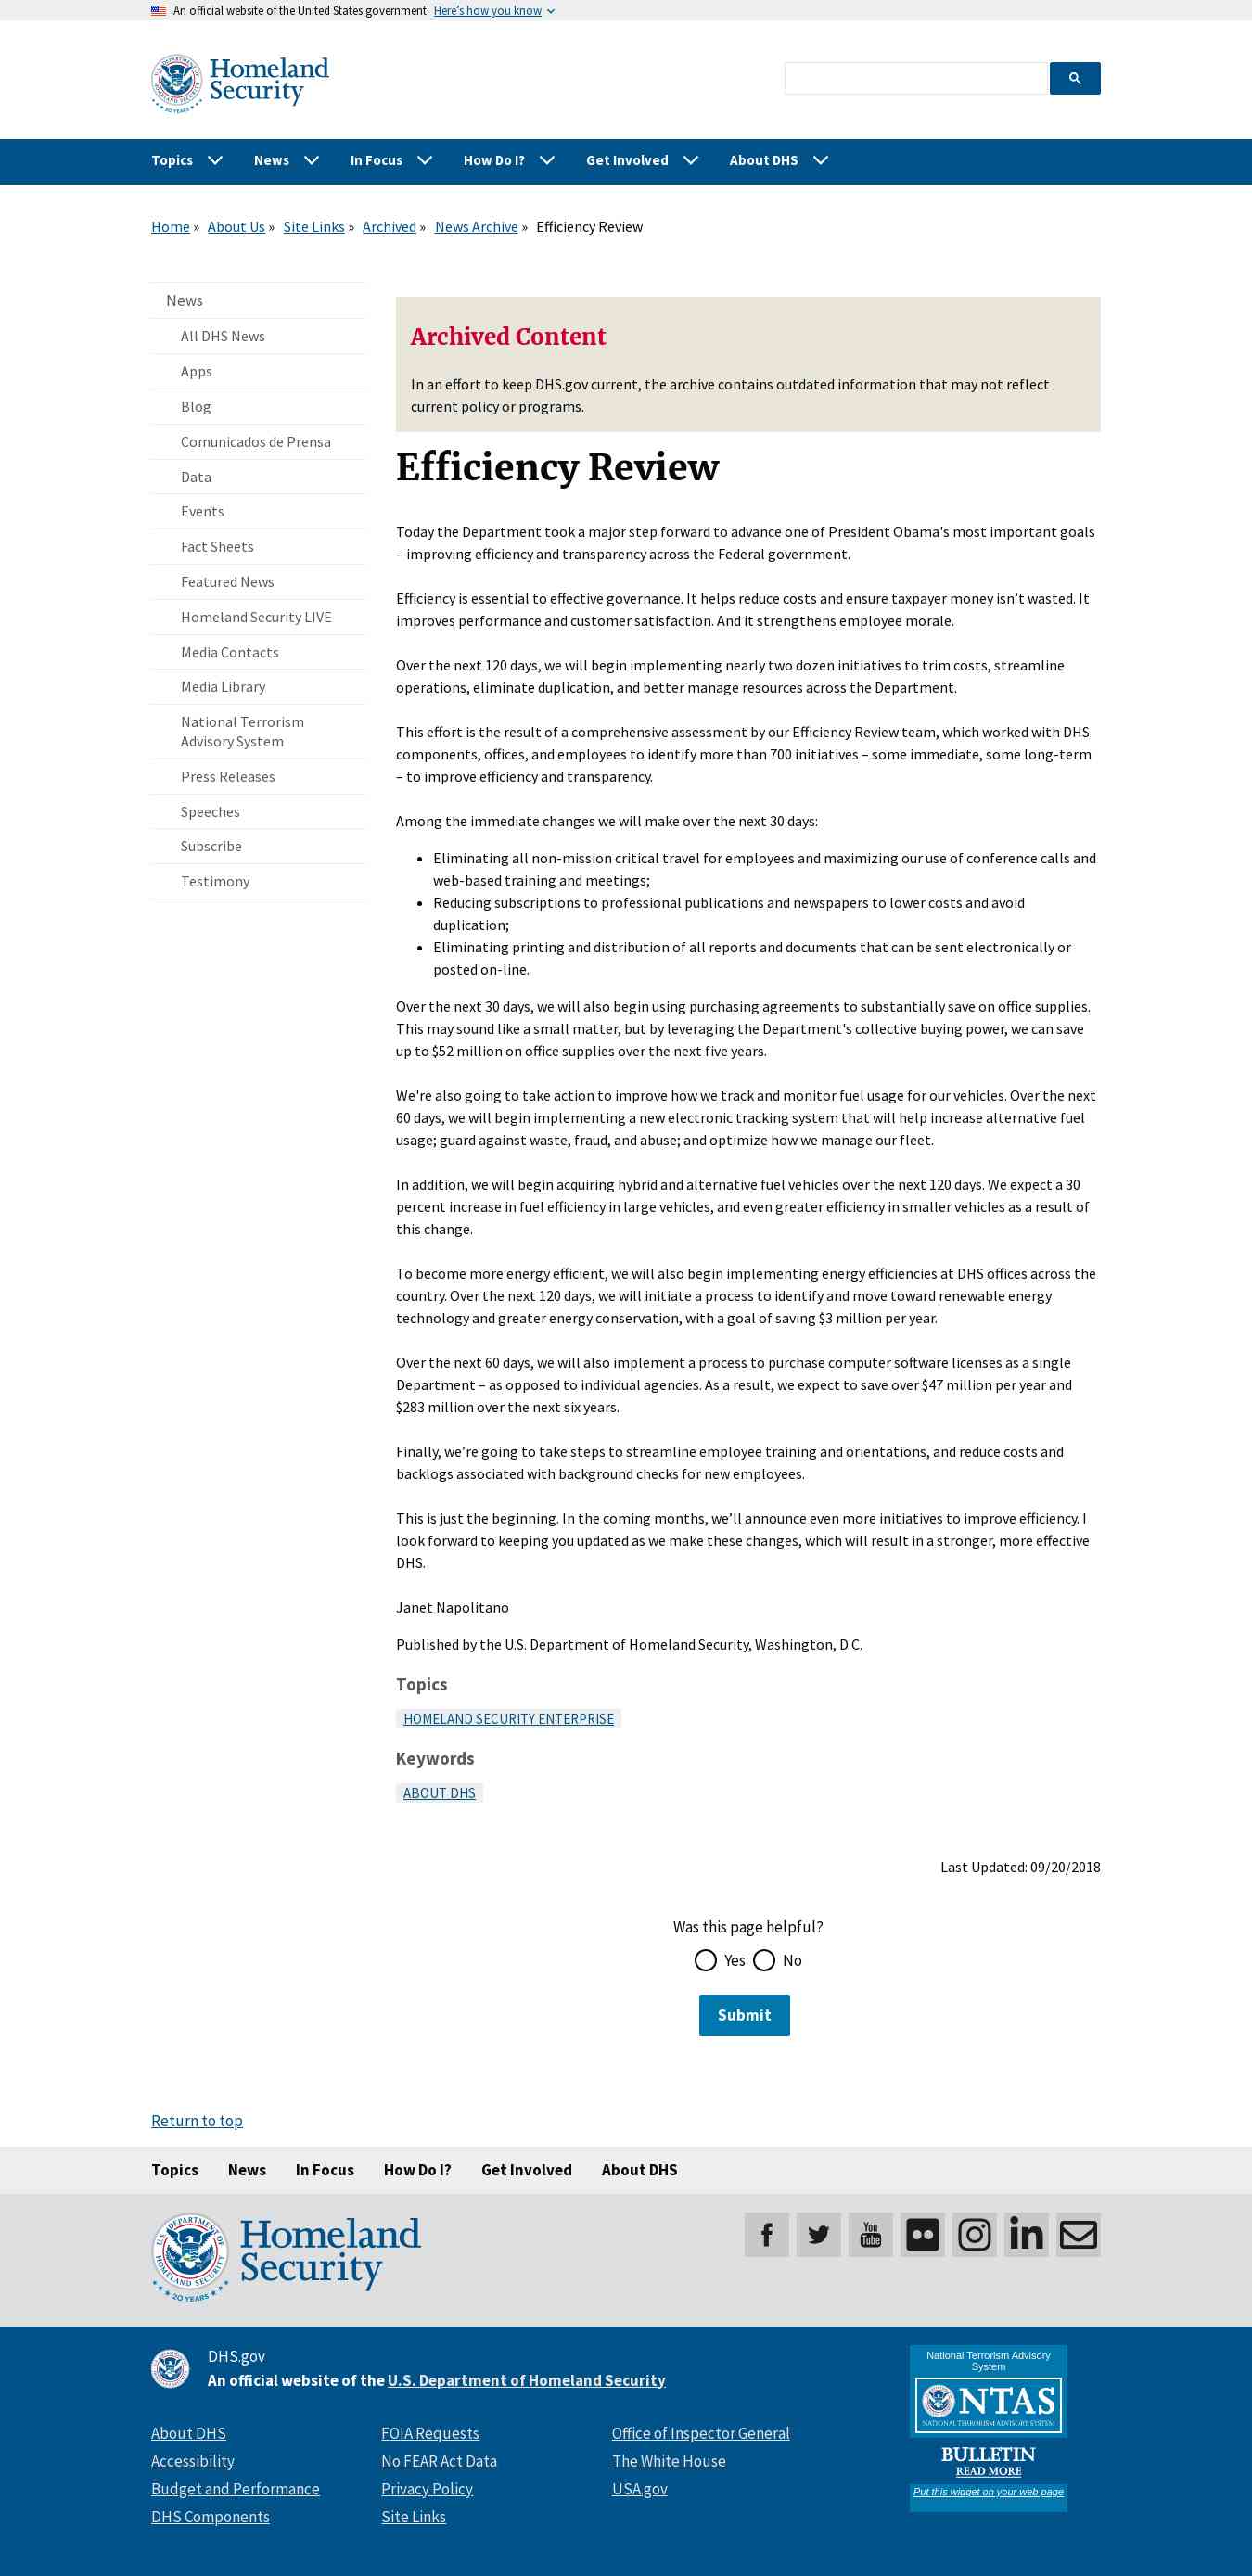 An official website of the United States government Here's how you know
Homeland
Security
Topics News In Focus How Do I? Get Involved About DHS
Home » About Us » Site Links » Archived » News Archive » Efficiency Review
News
All DHS News
Apps
Blog
Comunicados de Prensa
Data
Events
Fact Sheets
Featured News
Homeland Security LIVE
Media Contacts
Media Library
National Terrorism
Advisory System
Press Releases
Speeches
Subscribe
Testimony
Archived Content
In an effort to keep DHS.gov current, the archive contains outdated information that may not reflect
current policy or programs.
Efficiency Review
Today the Department took a major step forward to advance one of President Obama's most important goals
– improving efficiency and transparency across the Federal government.
Efficiency is essential to effective governance. It helps reduce costs and ensure taxpayer money isn’t wasted. It
improves performance and customer satisfaction. And it strengthens employee morale.
Over the next 120 days, we will begin implementing nearly two dozen initiatives to trim costs, streamline
operations, eliminate duplication, and better manage resources across the Department.
This effort is the result of a comprehensive assessment by our Efficiency Review team, which worked with DHS
components, offices, and employees to identify more than 700 initiatives – some immediate, some long-term
– to improve efficiency and transparency.
Among the immediate changes we will make over the next 30 days:
• Eliminating all non-mission critical travel for employees and maximizing our use of conference calls and
web-based training and meetings;
• Reducing subscriptions to professional publications and newspapers to lower costs and avoid
duplication;
• Eliminating printing and distribution of all reports and documents that can be sent electronically or
posted on-line.
Over the next 30 days, we will also begin using purchasing agreements to substantially save on office supplies.
This may sound like a small matter, but by leveraging the Department's collective buying power, we can save
up to $52 million on office supplies over the next five years.
We're also going to take action to improve how we track and monitor fuel usage for our vehicles. Over the next
60 days, we will begin implementing a new electronic tracking system that will help increase alternative fuel
usage; guard against waste, fraud, and abuse; and optimize how we manage our fleet.
In addition, we will begin acquiring hybrid and alternative fuel vehicles over the next 120 days. We expect a 30
percent increase in fuel efficiency in large vehicles, and even greater efficiency in smaller vehicles as a result of
this change.
To become more energy efficient, we will also begin implementing energy efficiencies at DHS offices across the
country. Over the next 120 days, we will initiate a process to identify and move toward renewable energy
technology and greater energy conservation, with a goal of saving $3 million per year.
Over the next 60 days, we will also implement a process to purchase computer software licenses as a single
Department – as opposed to individual agencies. As a result, we expect to save over $47 million per year and
$283 million over the next six years.
Finally, we’re going to take steps to streamline employee training and orientations, and reduce costs and
backlogs associated with background checks for new employees.
This is just the beginning. In the coming months, we’ll announce even more initiatives to improve efficiency. I
look forward to keeping you updated as we make these changes, which will result in a stronger, more effective
DHS.
Janet Napolitano
Published by the U.S. Department of Homeland Security, Washington, D.C.
Topics
HOMELAND SECURITY ENTERPRISE
Keywords
ABOUT DHS
Last Updated: 09/20/2018
Was this page helpful?
Yes No
Submit
Return to top
Topics News In Focus How Do I? Get Involved About DHS
U.S. DEPARTMENT OF
20 YEARS
Homeland
Security
You
Tube
DHS.gov
An official website of the U.S. Department of Homeland Security
About DHS
Accessibility
Budget and Performance
DHS Components
FOIA Requests
No FEAR Act Data
Privacy Policy
Site Links
Office of Inspector General
The White House
USA.gov
National Terrorism Advisory
System
NTAS
NATIONAL TERRORISM ADVISORY SYSTEM
BULLETIN
READ MORE
Put this widget on your web page